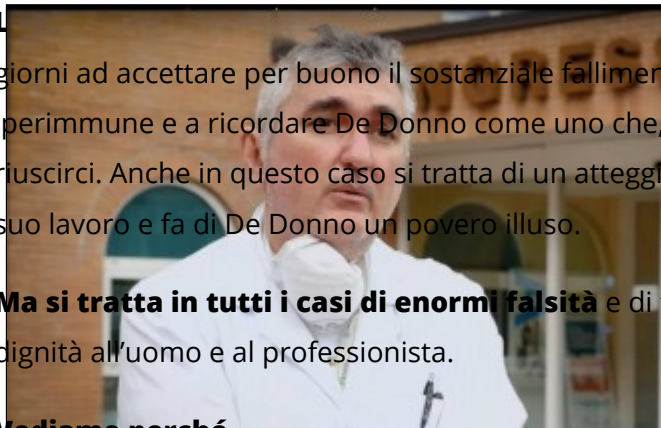 L
giorni ad accettare per buono il sostanziale fallimen
perimmune e a ricordare De Donno come uno che,
riuscirci. Anche in questo caso si tratta di un atteggi
suo lavoro e fa di De Donno un povero illuso.
Ma si tratta in tutti i casi di enormi falsità e di
dignità all'uomo e al professionista.
Vediamo perché